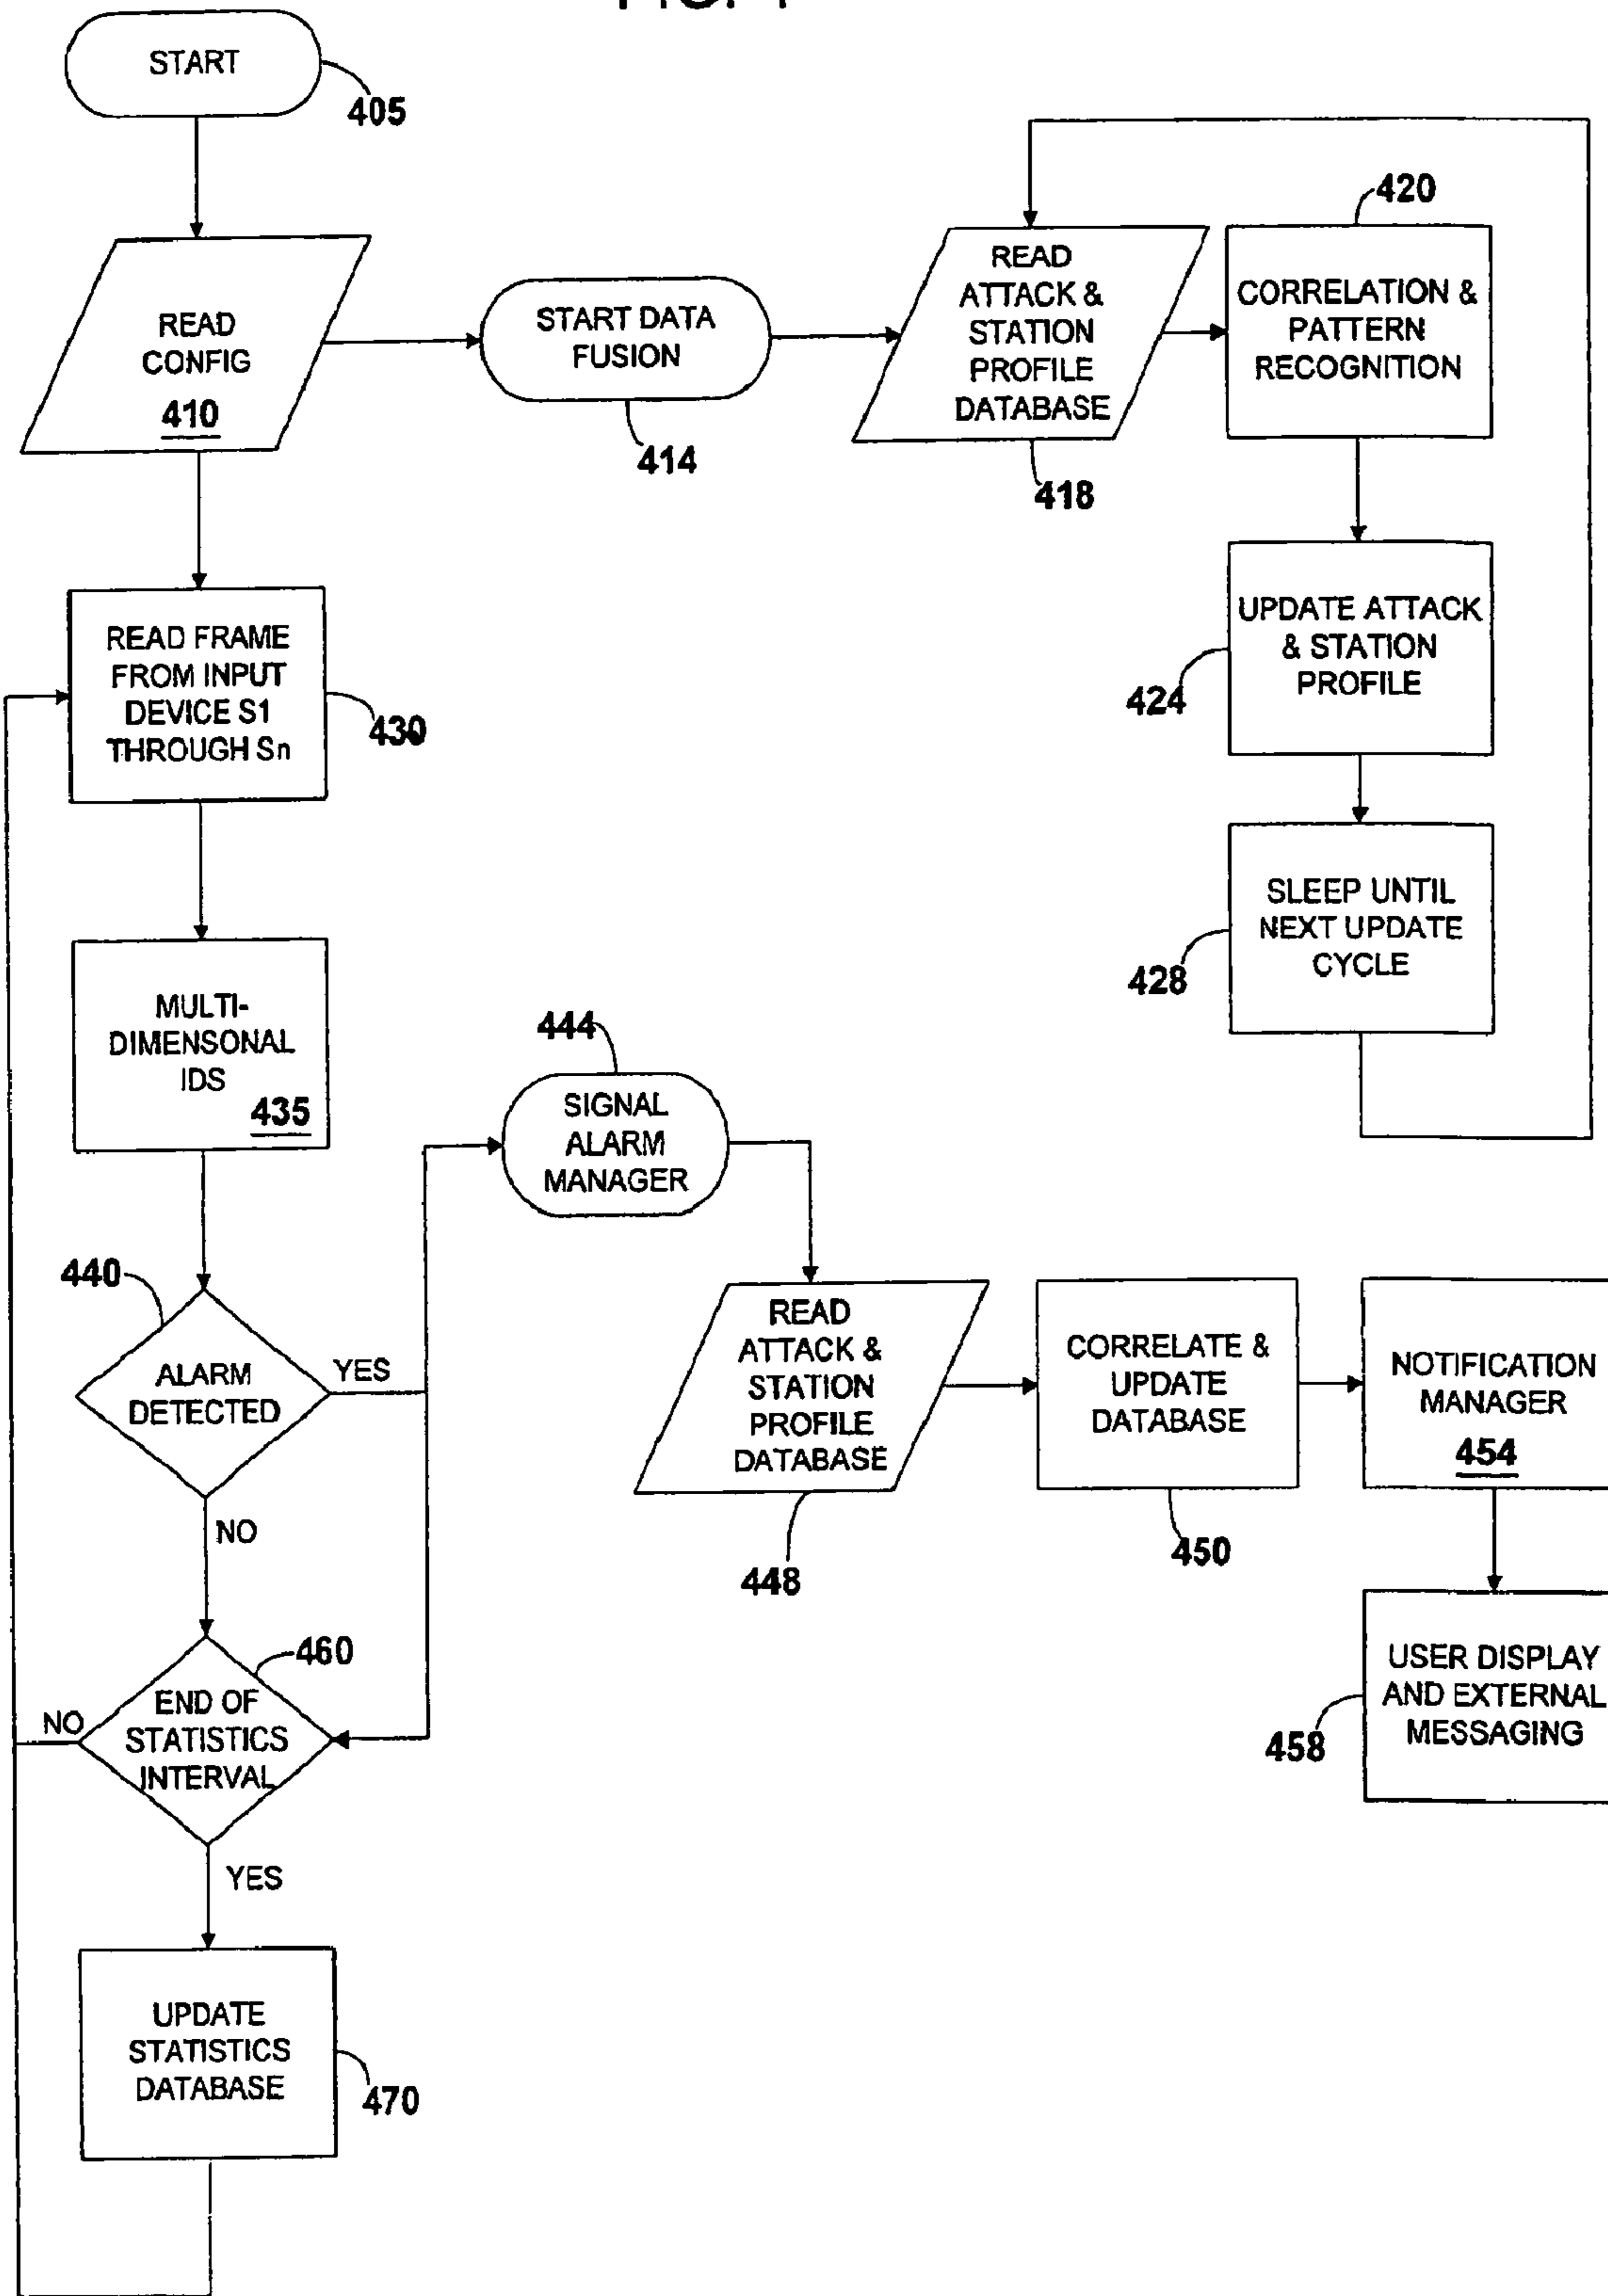 START
405
READ
CONFIG
410
START DATA
FUSION
414
READ
ATTACK &
STATION
PROFILE
DATABASE
418
420
CORRELATION &
PATTERN
RECOGNITION
UPDATE ATTACK
& STATION
PROFILE
424
SLEEP UNTIL
NEXT UPDATE
CYCLE
428
READ FRAME
FROM INPUT
DEVICE S1
THROUGH Sn
430
MULTI-
DIMENSONAL
IDS
435
440
ALARM
DETECTED
YES
NO
444
SIGNAL
ALARM
MANAGER
READ
ATTACK &
STATION
PROFILE
DATABASE
448
CORRELATE &
UPDATE
DATABASE
450
NOTIFICATION
MANAGER
454
USER DISPLAY
AND EXTERNAL
MESSAGING
458
460
END OF
STATISTICS
INTERVAL
NO
YES
UPDATE
STATISTICS
DATABASE
470